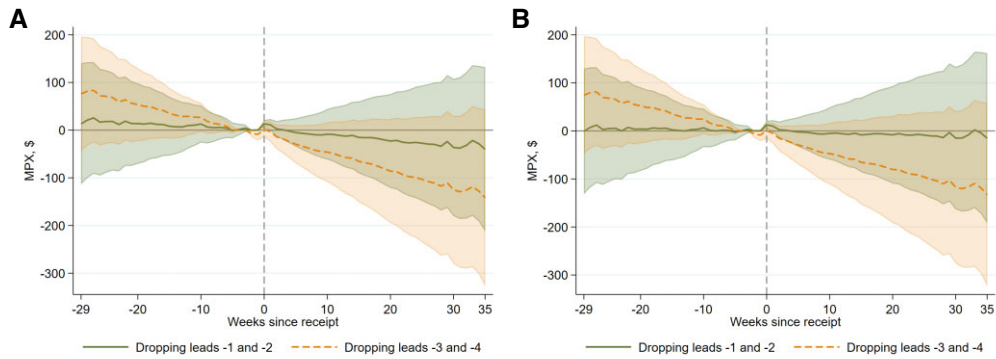 A
200
100
0
-100
-200
-300
MPX, $
-29 -20 -10 0 10 20 30 35
Weeks since receipt
Dropping leads -1 and -2 Dropping leads -3 and -4
B
200
100
0
-100
-200
-300
MPX, $
-29 -20 -10 0 10 20 30 35
Weeks since receipt
Dropping leads -1 and -2 Dropping leads -3 and -4